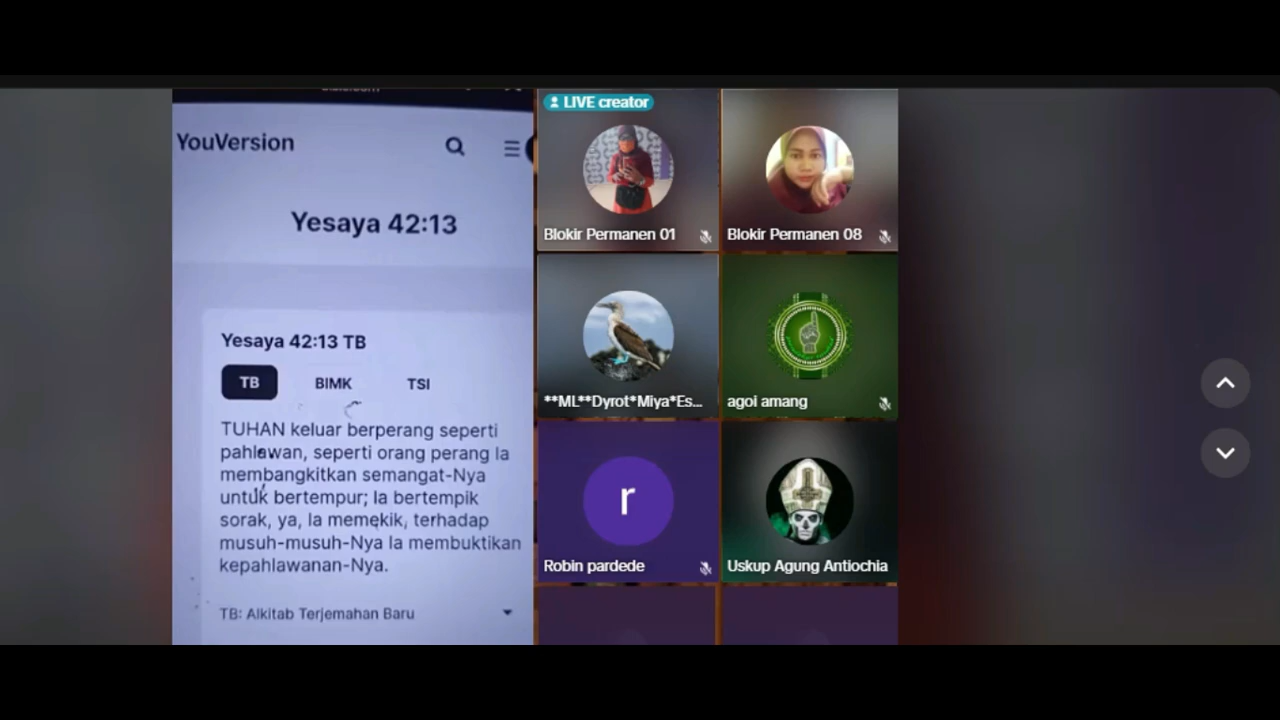 YouVersion
Yesaya 42:13
Yesaya 42:13 TB
TB BIMK TSI
TUHAN keluar berperang seperti
pahlawan, seperti orang perang Ia
membangkitkan semangat-Nya
untuk bertempur; Ia bertempik
sorak, ya, Ia memekik, terhadap
musuh-musuh-Nya Ia membuktikan
kepahlawanan-Nya.
TB: Alkitab Terjemahan Baru
LIVE creator
Blokir Permanen 01
Blokir Permanen 08
**ML**Dyrot*Miya*Es...
agoi amang
r
Robin pardede
Uskup Agung Antiochia